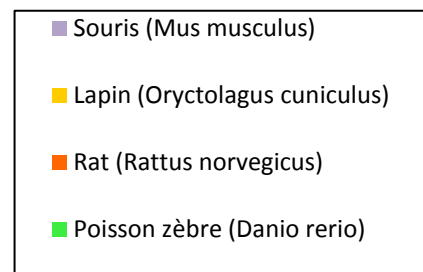 Souris (Mus musculus)
Lapin (Oryctolagus cuniculus)
Rat (Rattus norvegicus)
Poisson zèbre (Danio rerio)